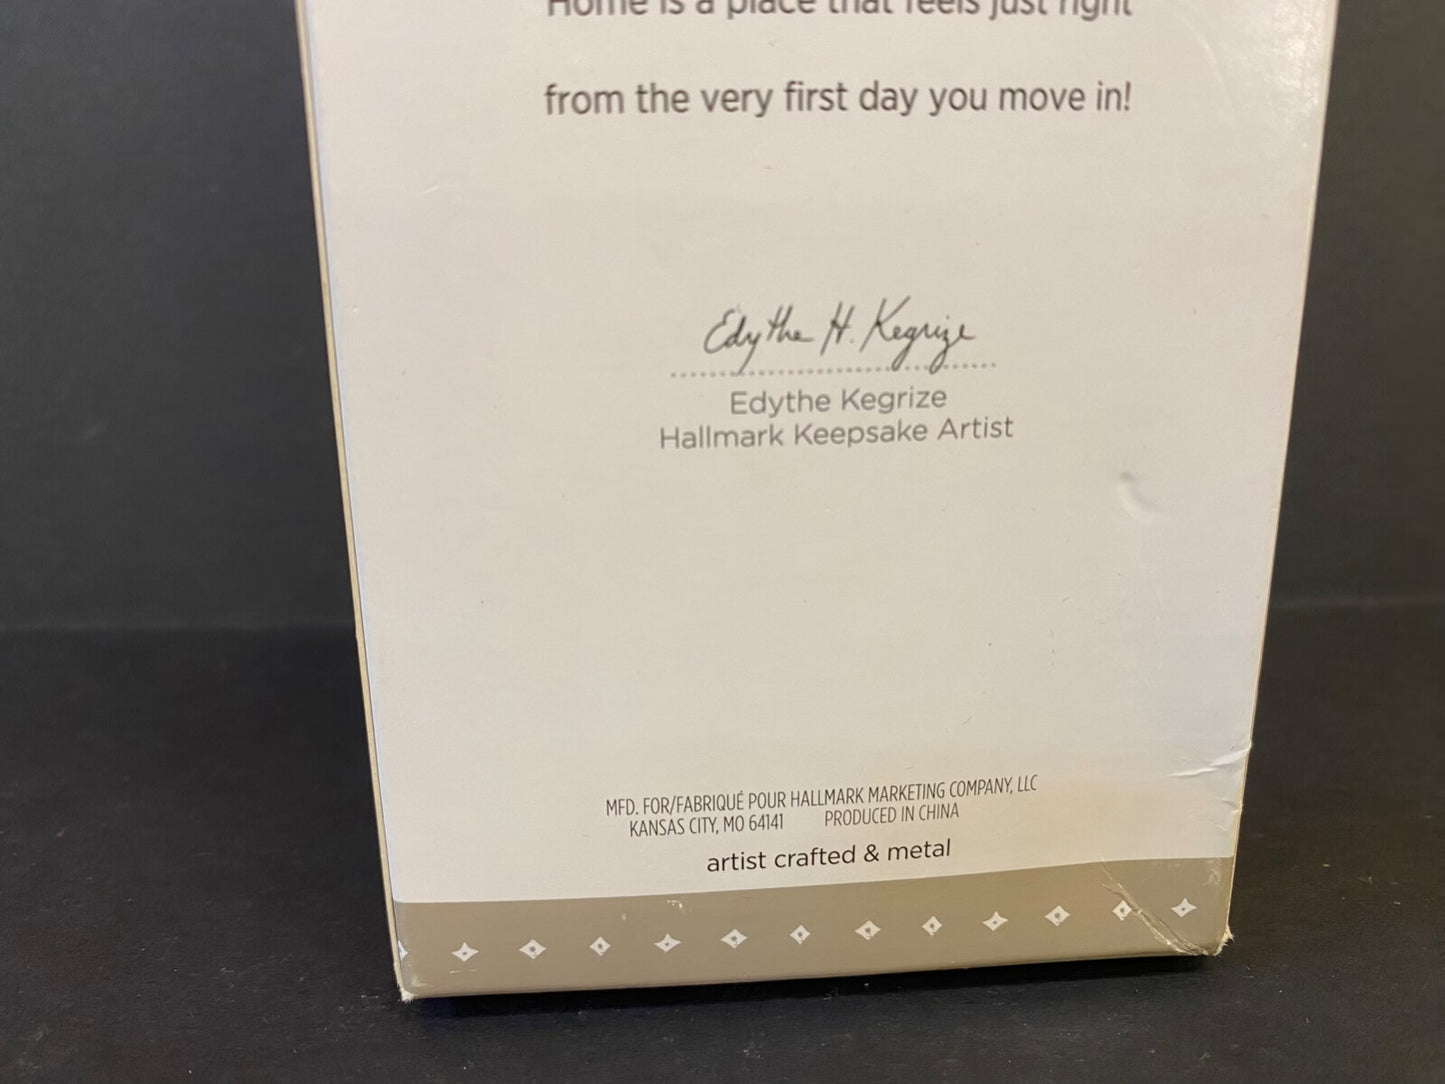 Home is a place that feels just right
from the very first day you move in!
Edythe H. Kegrize
Edythe Kegrize
Hallmark Keepsake Artist
MFD. FOR/FABRIQUÉ POUR HALLMARK MARKETING COMPANY, LLC
KANSAS CITY, MO 64141 PRODUCED IN CHINA
artist crafted & metal